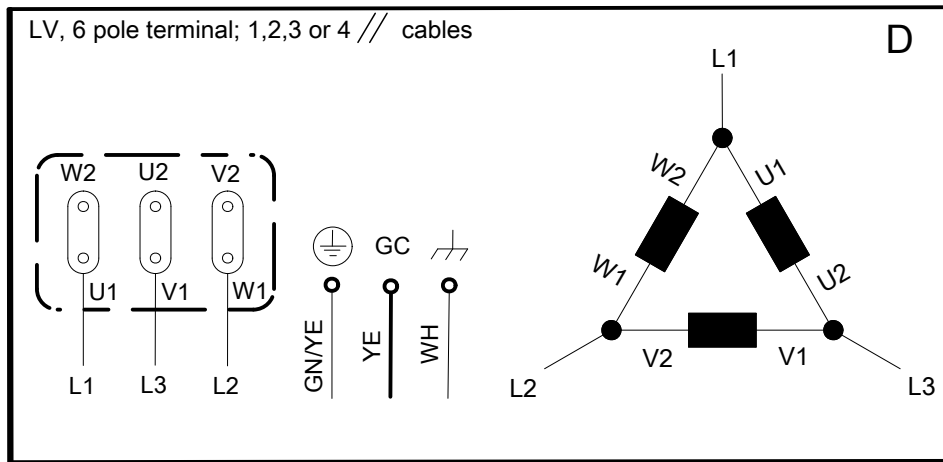 LV, 6 pole terminal; 1,2,3 or 4 // cables
D
W2 U2 V2
U1 V1 W1
L1 L3 L2
GC
GN/YE YE WH
L1
W2 U1
W1 U2
V2 V1
L2 L3